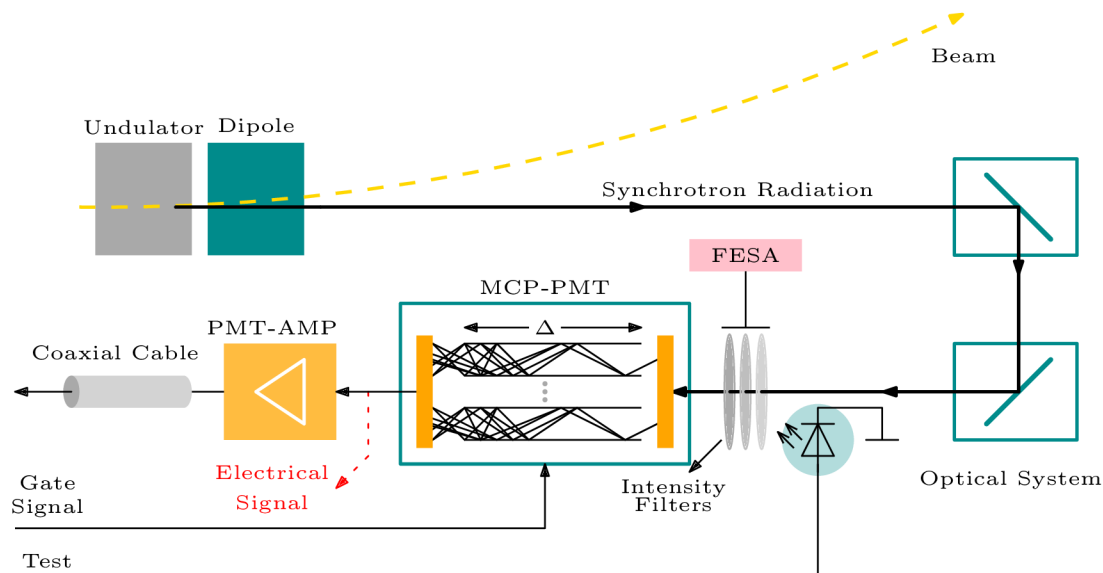 Beam
Undulator
Dipole
Synchrotron Radiation
FESA
MCP-PMT
Δ
PMT-AMP
Coaxial Cable
Electrical
Signal
Intensity
Filters
Optical System
Gate
Signal
Test